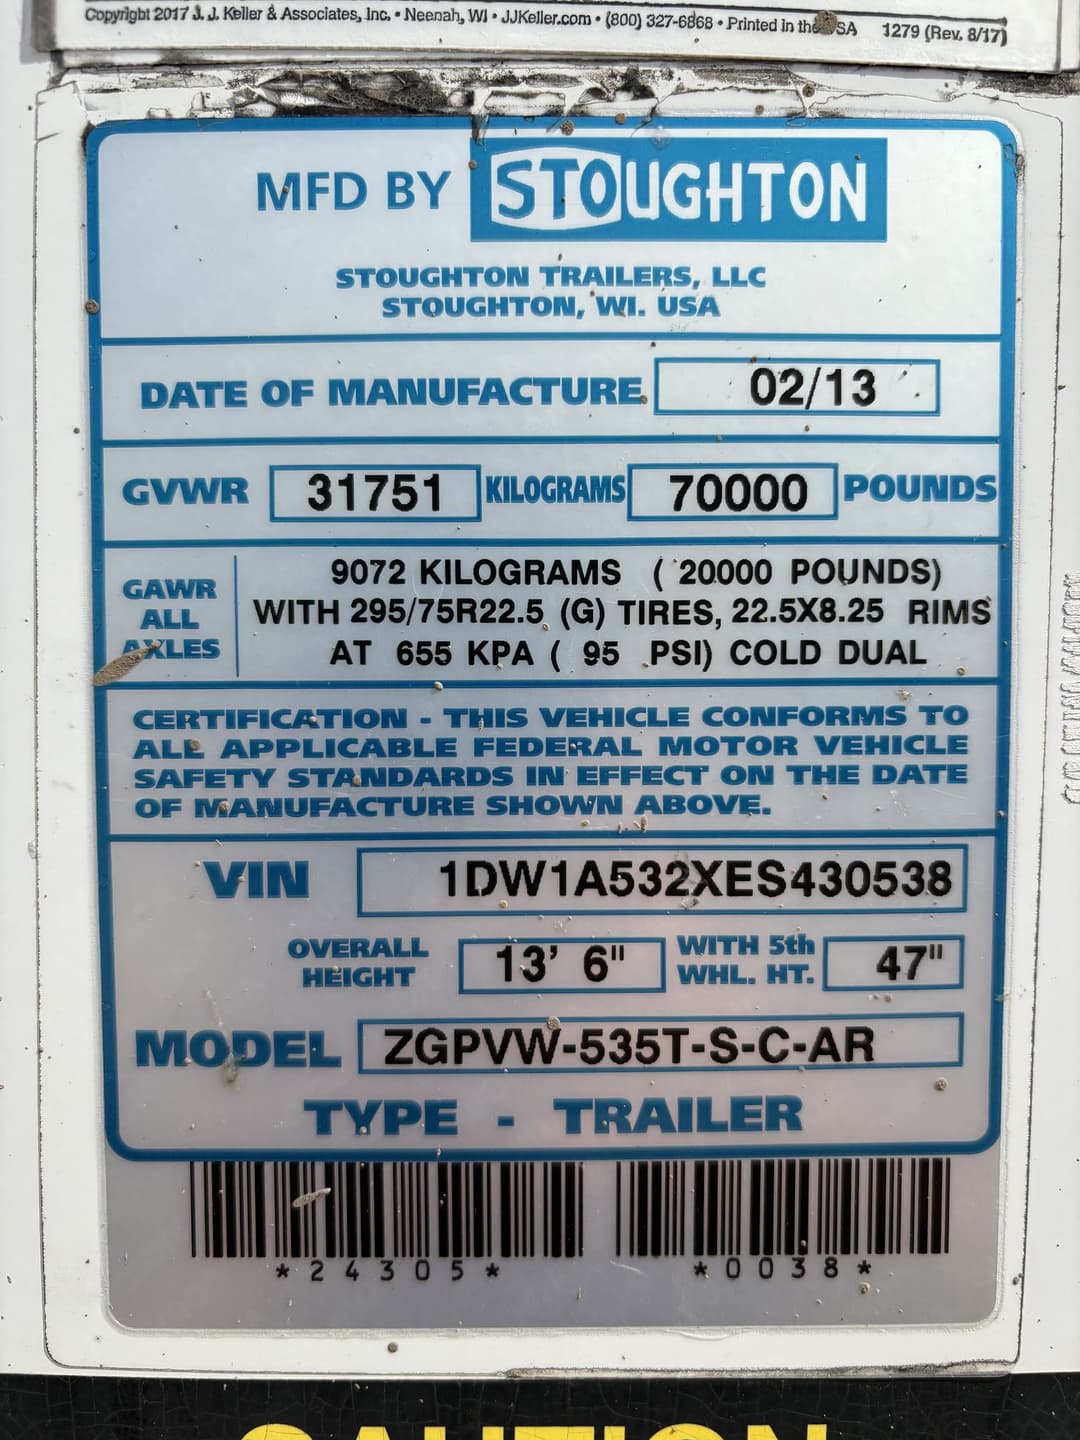 Copyright 2017 J. J. Keller & Associates, Inc. • Neenah, WI • JJKeller.com • (800) 327-6868 • Printed in the USA 1279 (Rev. 8/17)
MFD BY STOUGHTON
STOUGHTON TRAILERS, LLC
STOUGHTON, WI. USA
DATE OF MANUFACTURE 02/13
GVWR 31751 KILOGRAMS 70000 POUNDS
GAWR ALL AXLES
9072 KILOGRAMS ( 20000 POUNDS)
WITH 295/75R22.5 (G) TIRES, 22.5X8.25 RIMS
AT 655 KPA ( 95 PSI) COLD DUAL
CERTIFICATION - THIS VEHICLE CONFORMS TO
ALL APPLICABLE FEDERAL MOTOR VEHICLE
SAFETY STANDARDS IN EFFECT ON THE DATE
OF MANUFACTURE SHOWN ABOVE.
VIN 1DW1A532XES430538
OVERALL HEIGHT 13' 6" WITH 5th WHL. HT. 47"
MODEL ZGPVW-535T-S-C-AR
TYPE - TRAILER
*24305* *0038*
CAUTION